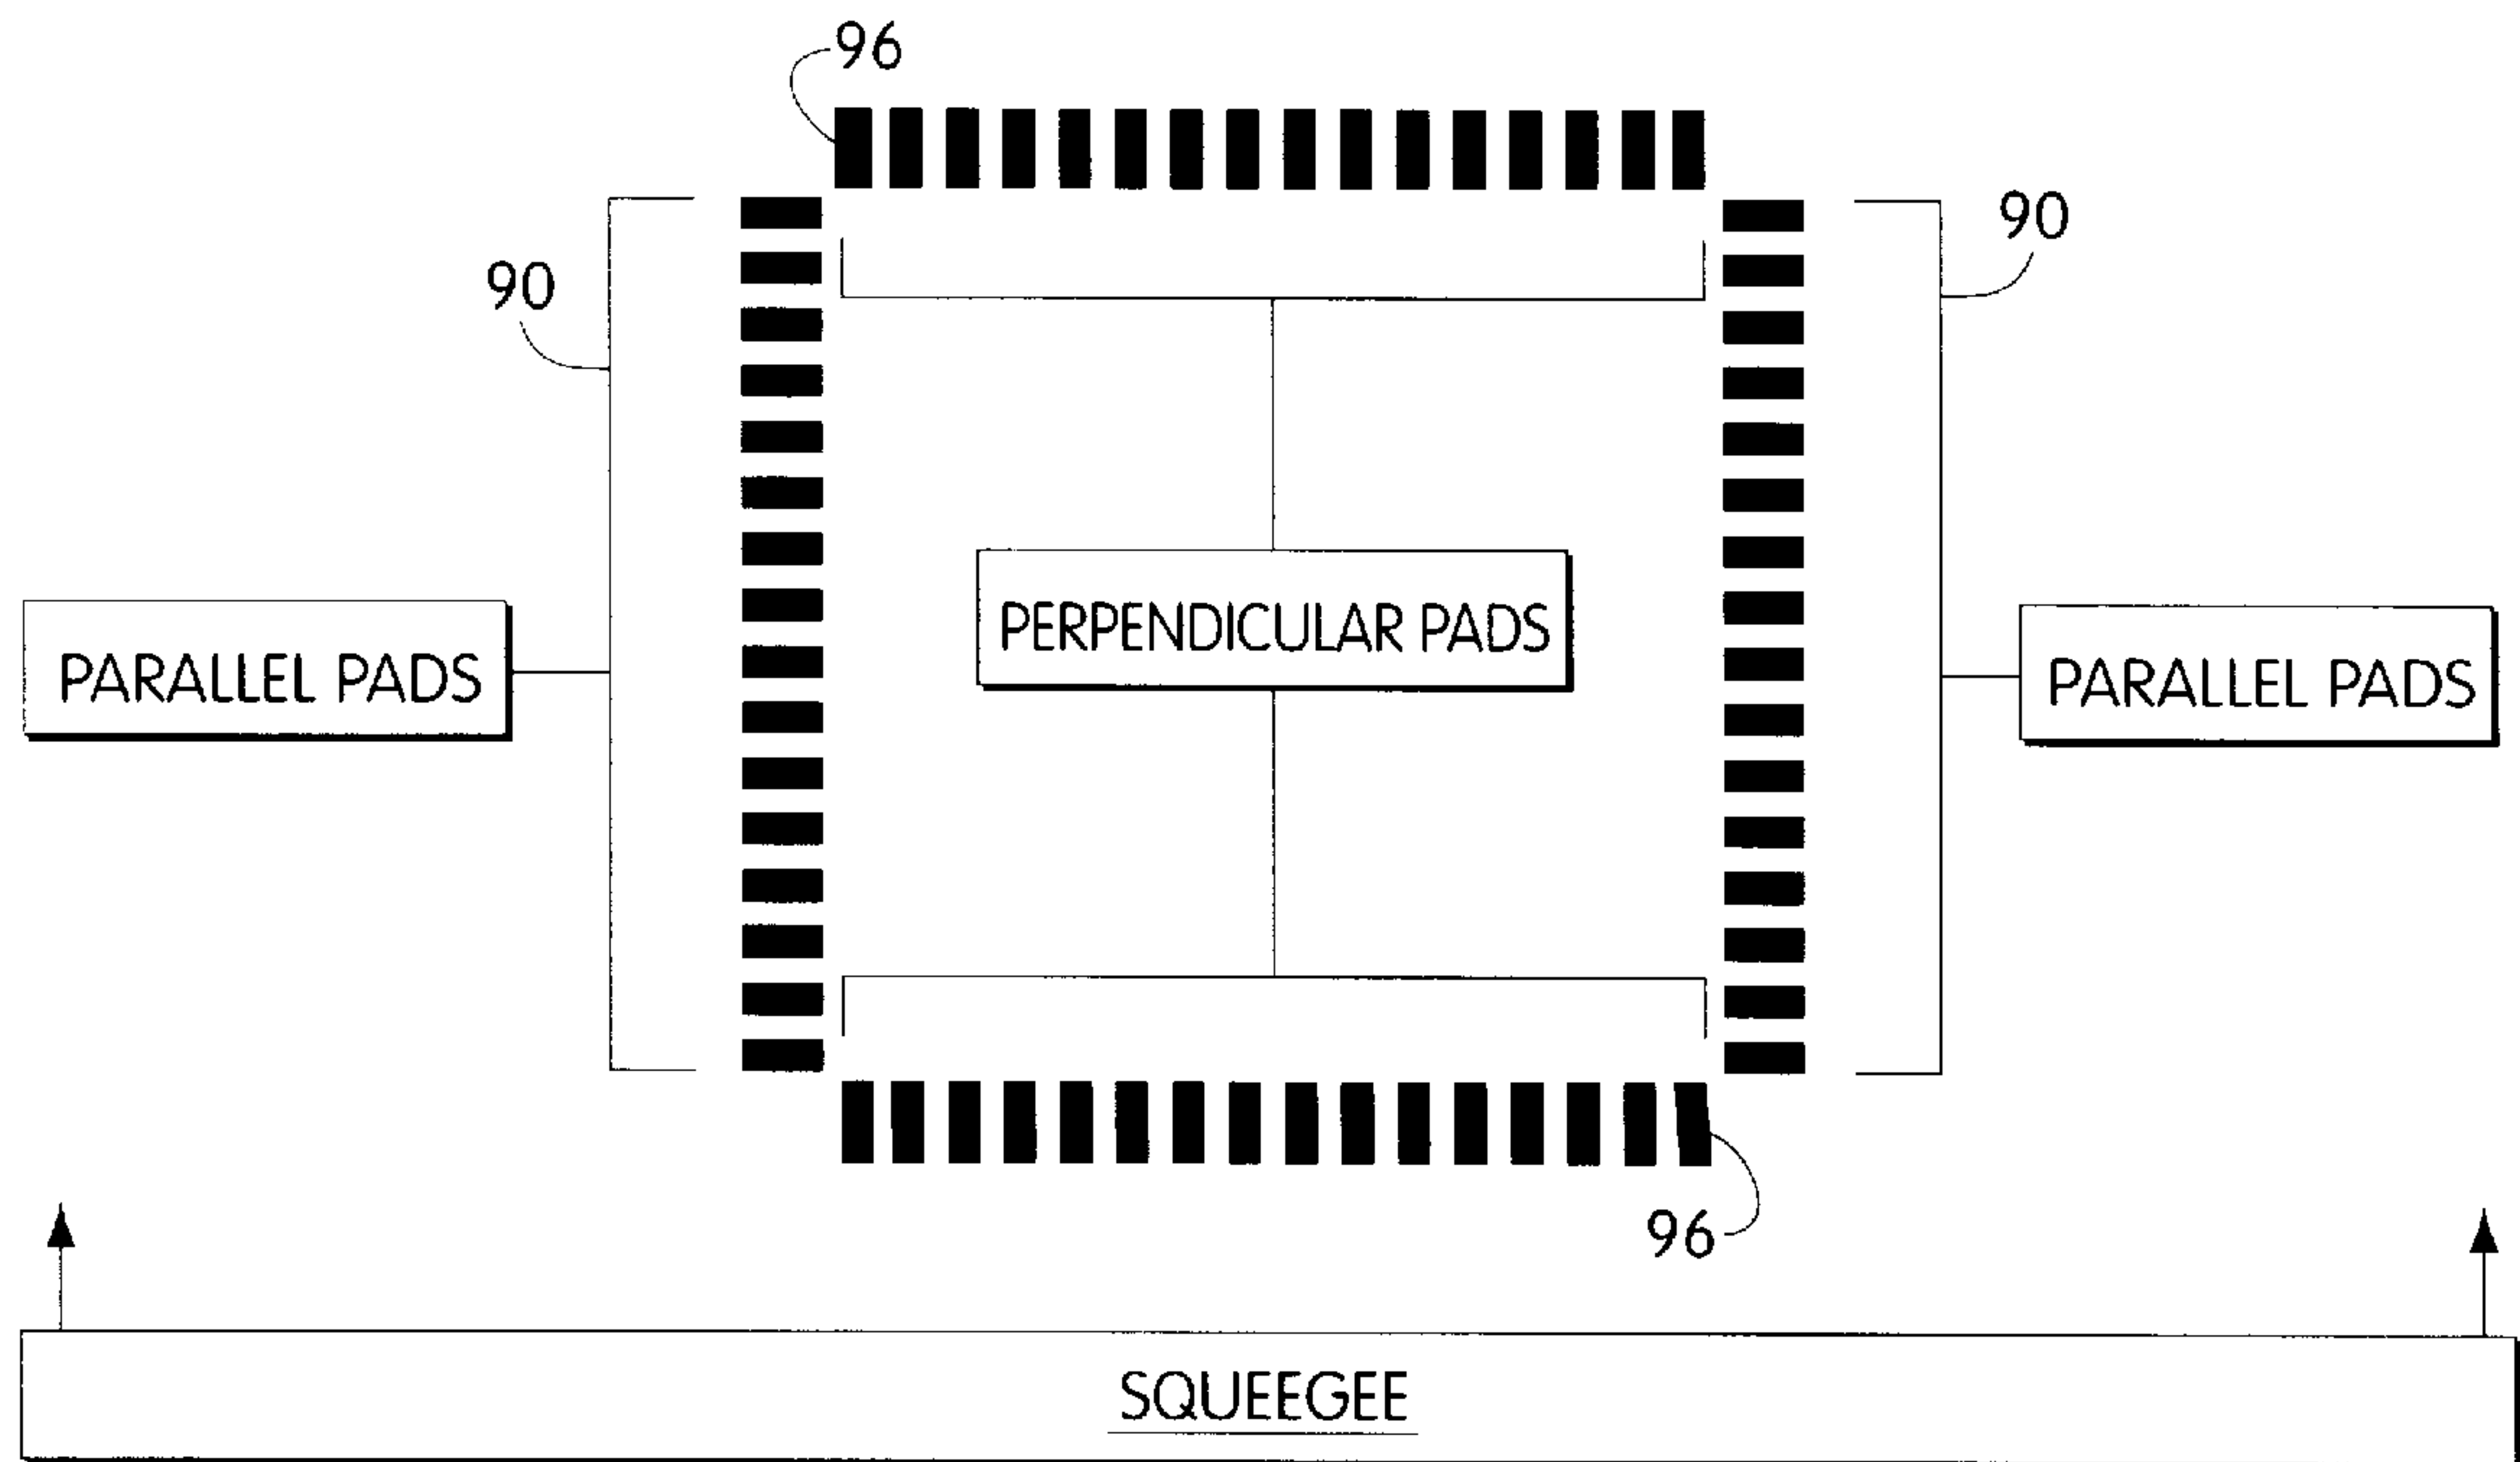 96
90
90
PERPENDICULAR PADS
PARALLEL PADS
PARALLEL PADS
96
SQUEEGEE